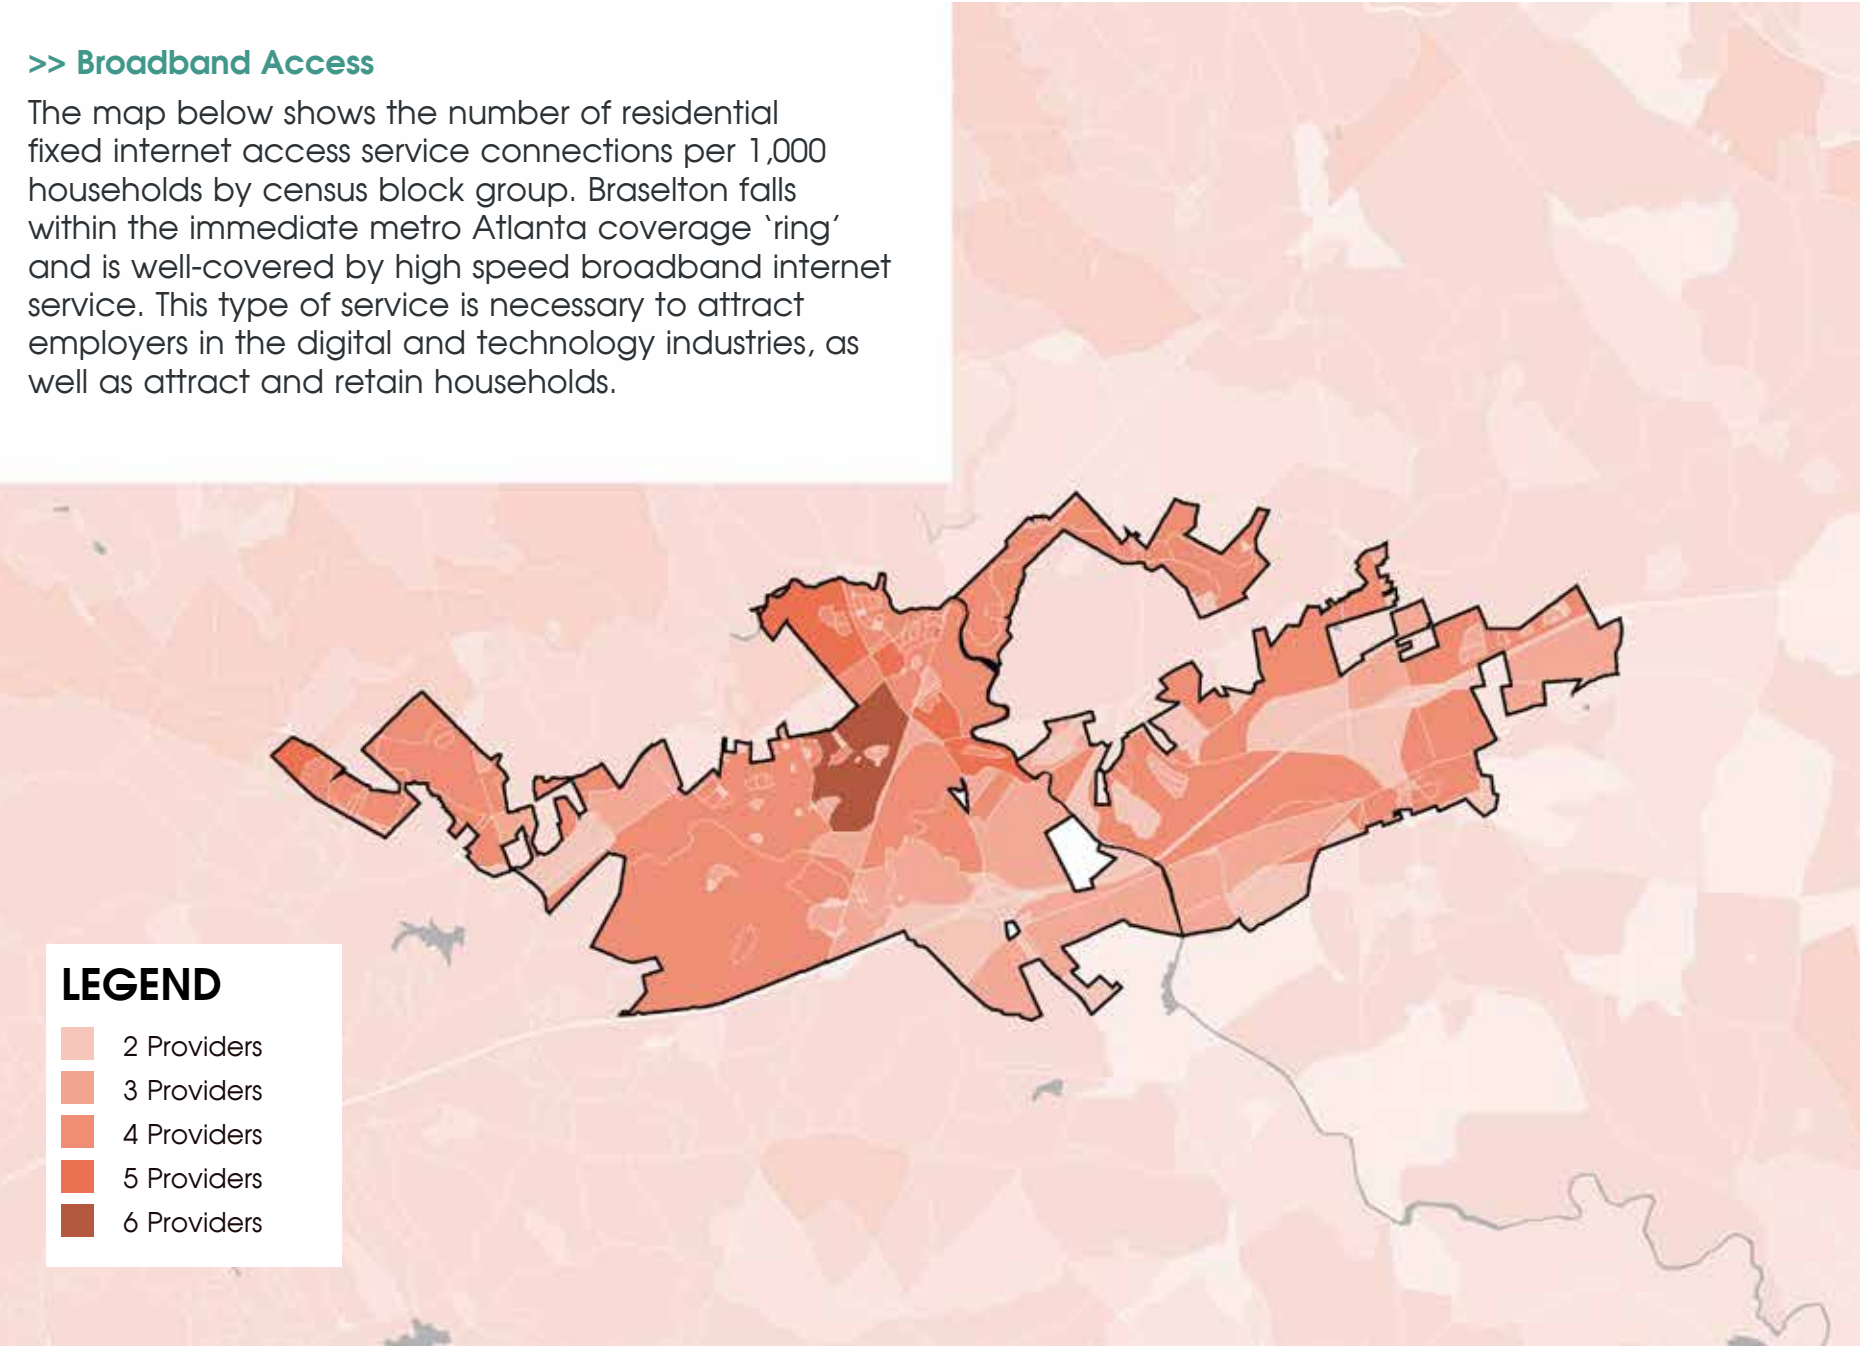 >> Broadband Access
The map below shows the number of residential
fixed internet access service connections per 1,000
households by census block group. Braselton falls
within the immediate metro Atlanta coverage ‘ring’
and is well-covered by high speed broadband internet
service. This type of service is necessary to attract
employers in the digital and technology industries, as
well as attract and retain households.
LEGEND
2 Providers
3 Providers
4 Providers
5 Providers
6 Providers